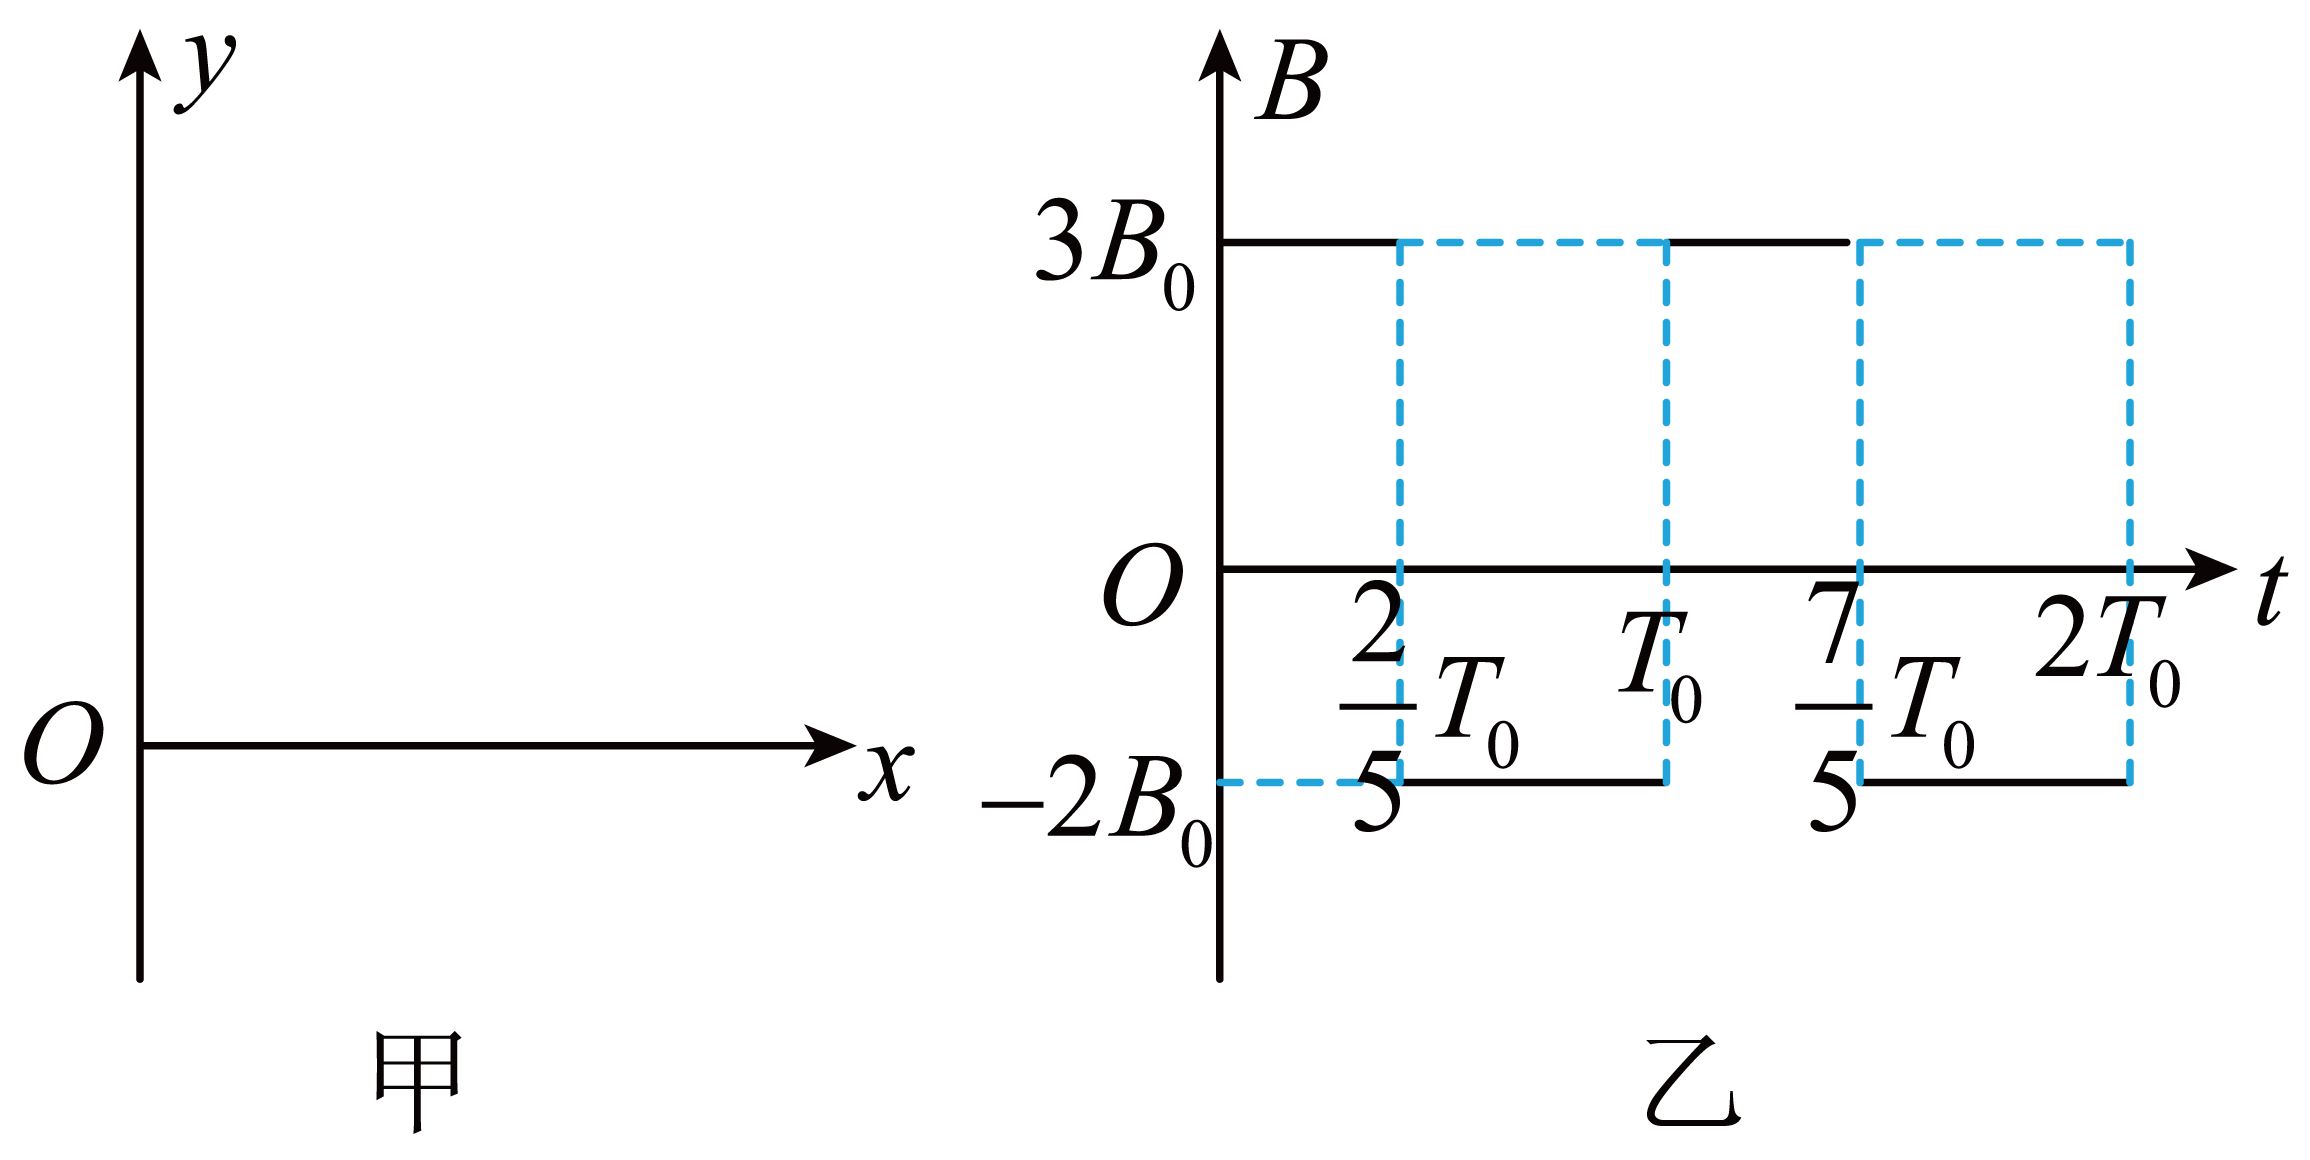 y
O
x
甲
B
3B₀
O
−2B₀
2/5 T₀
T₀
7/5 T₀
2T₀
t
乙